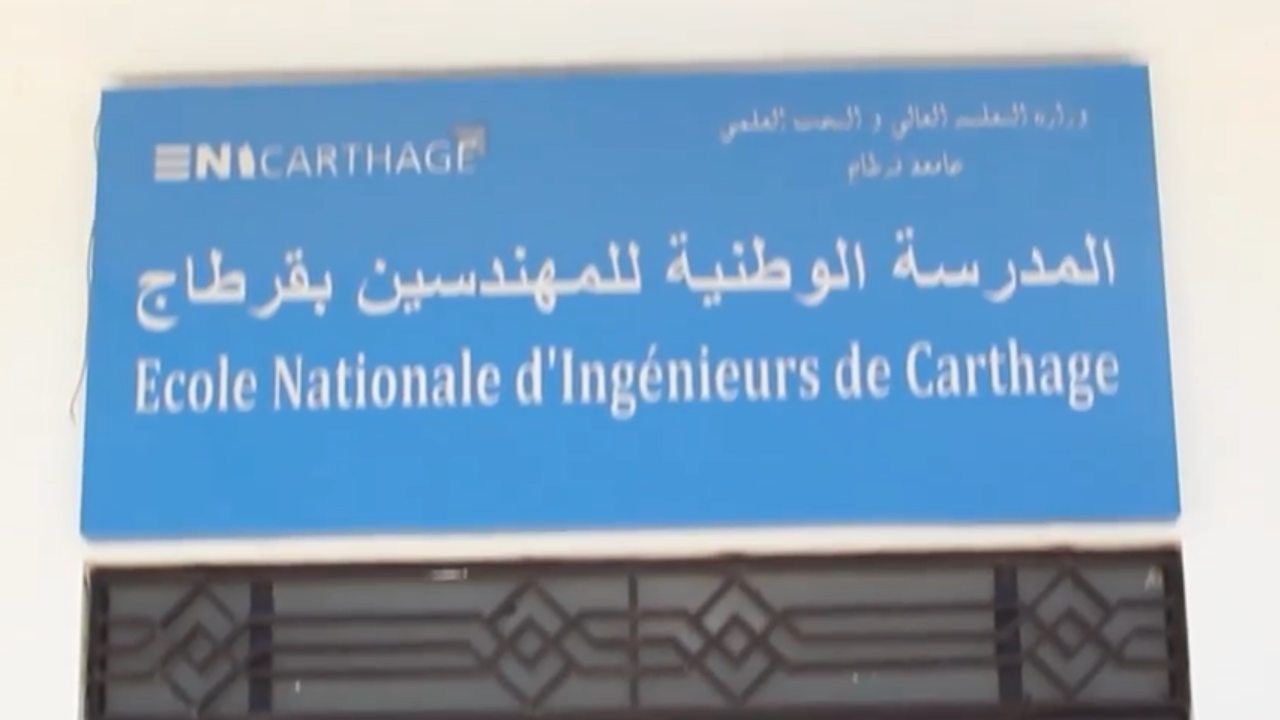 ENICARTHAGE
وزارة التعليم العالي و البحث العلمي
جامعة قرطاج
المدرسة الوطنية للمهندسين بقرطاج
Ecole Nationale d'Ingénieurs de Carthage